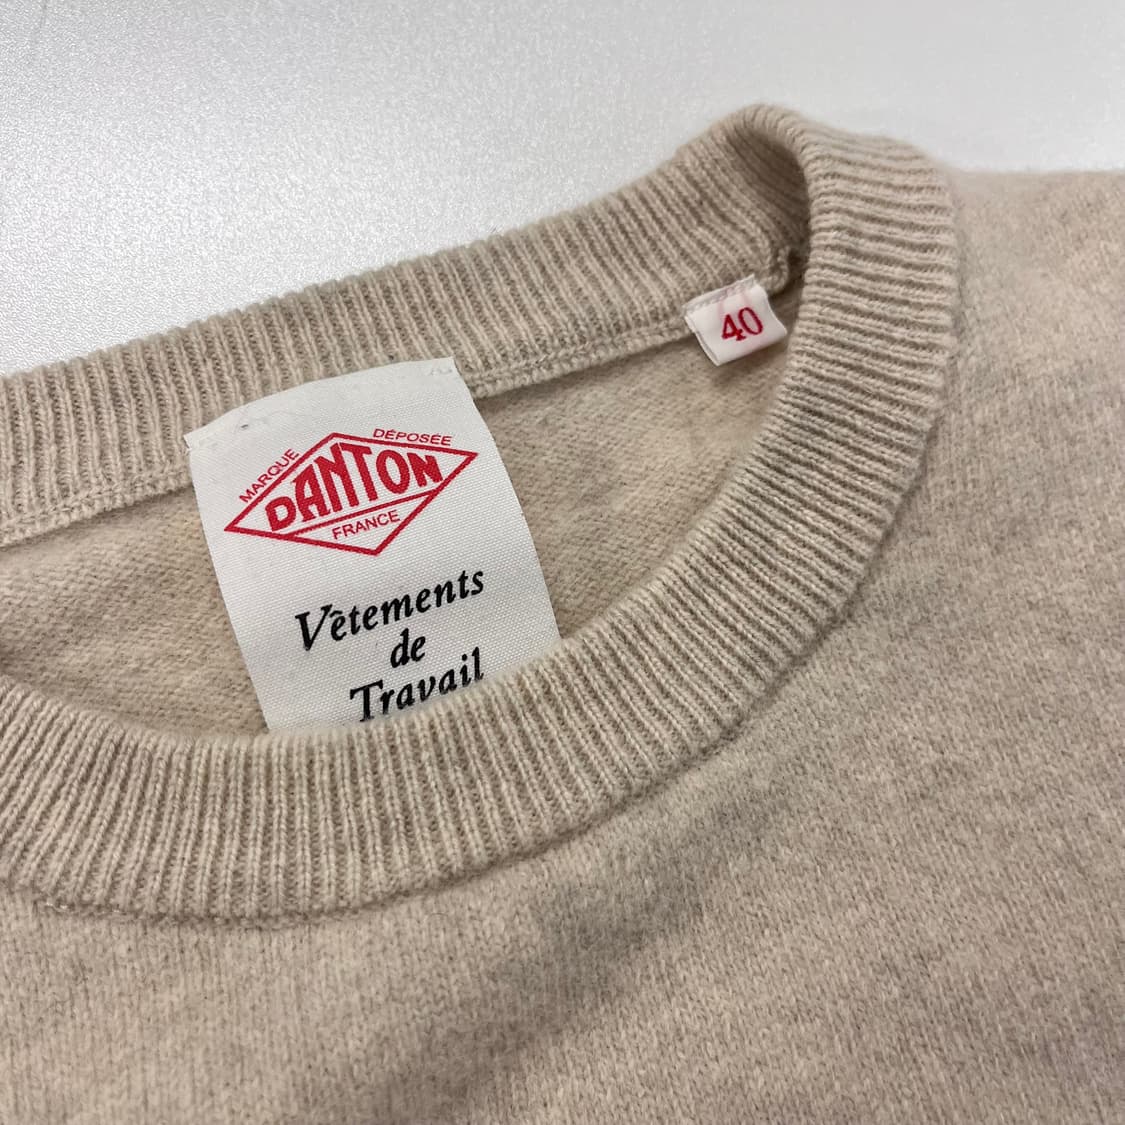 MARQUE DÉPOSÉE
DANTON
FRANCE
Vêtements
de
Travail
40